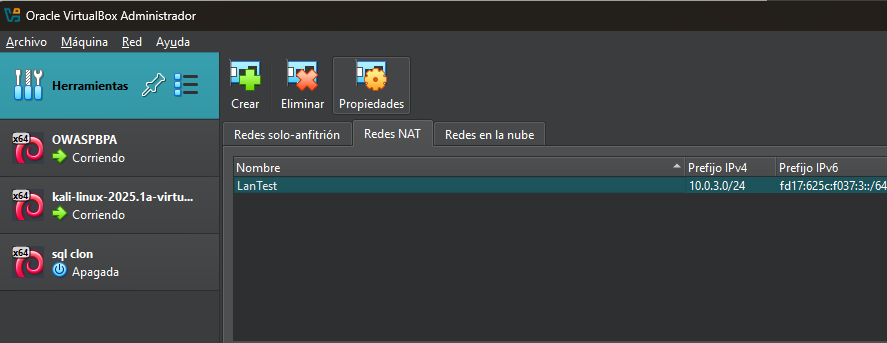 Oracle VirtualBox Administrador
Archivo Máquina Red Ayuda
Herramientas
Crear Eliminar Propiedades
Redes solo-anfitrión Redes NAT Redes en la nube
Nombre Prefijo IPv4 Prefijo IPv6
LanTest 10.0.3.0/24 fd17:625c:f037:3::/64
x64 OWASPBPA
Corriendo
x64 kali-linux-2025.1a-virtu...
Corriendo
x64 sql clon
Apagada